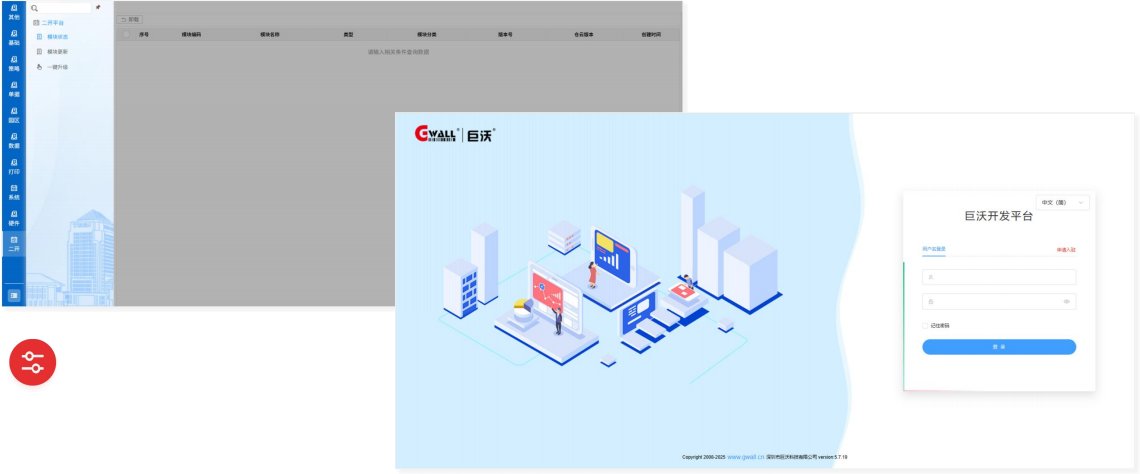 其他
基础
策略
单据
园区
数据
打印
系统
硬件
二开
二开平台
模块状态
模块更新
一键升级
卸载
序号 模块编码 模块名称 类型 模块分类 版本号 仓云版本 创建时间
请输入相关条件查询数据
GWALL 巨沃
中文（简）
巨沃开发平台
用户或租赁
申请入驻
记住密码
登 录
Copyright 2008-2025 www.gwall.cn 深圳市巨沃科技有限公司 version:5.7.19